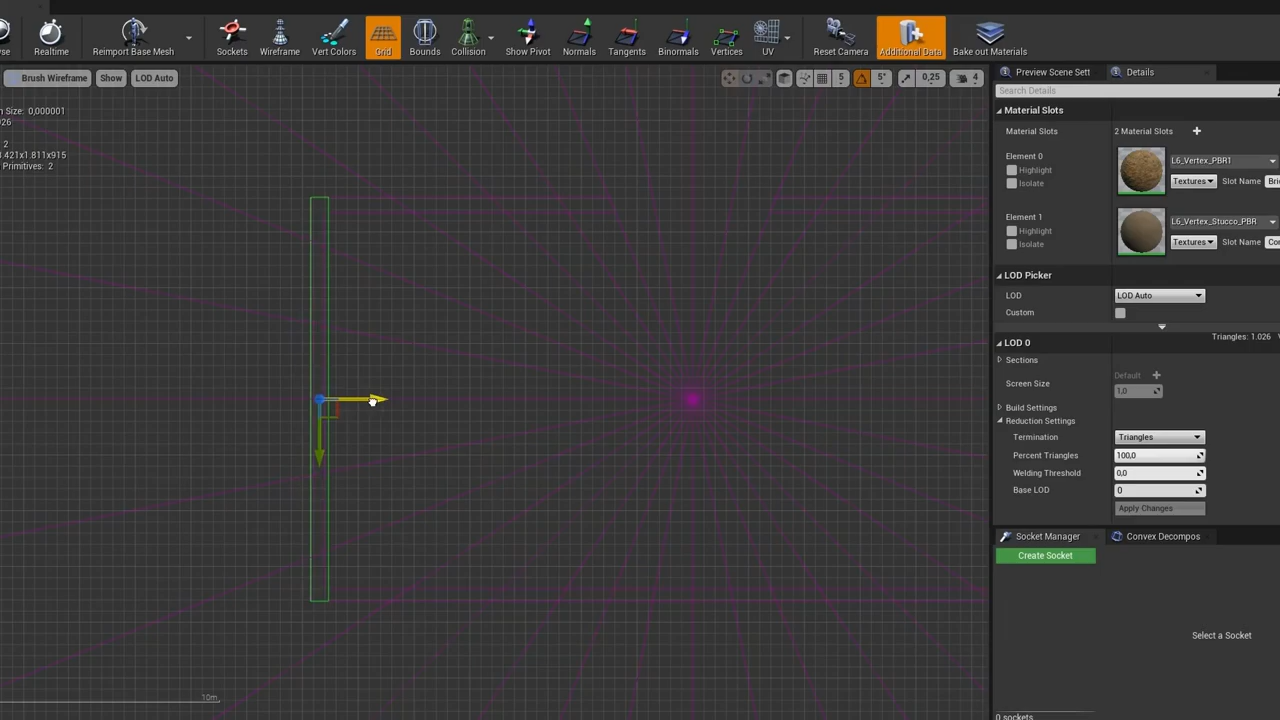 Realtime
Reimport Base Mesh
Sockets
Wireframe
Vert Colors
Grid
Bounds
Collision
Show Pivot
Normals
Tangents
Binormals
Vertices
UV
Reset Camera
Additional Data
Bake out Materials
Brush Wireframe
Show
LOD Auto
5
5°
0,25
4
Size: 0,000001
026
2
.421x1.811x915
Primitives: 2
10m
Preview Scene Sett
Details
Search Details
Material Slots
Material Slots
2 Material Slots
Element 0
Highlight
Isolate
L6_Vertex_PBR1
Textures
Slot Name
Bri
Element 1
Highlight
Isolate
L6_Vertex_Stucco_PBR
Textures
Slot Name
LOD Picker
LOD
LOD Auto
Custom
Triangles: 1.026
LOD 0
Sections
Default
Screen Size
1,0
Build Settings
Reduction Settings
Termination
Triangles
Percent Triangles
100,0
Welding Threshold
0,0
Base LOD
0
Apply Changes
Socket Manager
Convex Decompos
Create Socket
Select a Socket
0 sockets